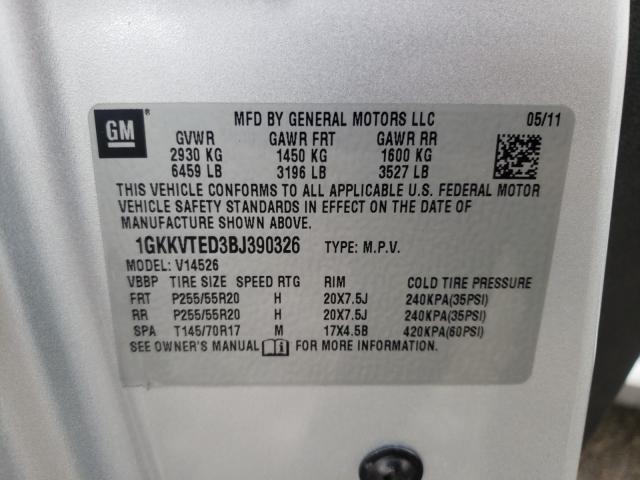 GM ®
MFD BY GENERAL MOTORS LLC 05/11
GVWR GAWR FRT GAWR RR
2930 KG 1450 KG 1600 KG
6459 LB 3196 LB 3527 LB
THIS VEHICLE CONFORMS TO ALL APPLICABLE U.S. FEDERAL MOTOR
VEHICLE SAFETY STANDARDS IN EFFECT ON THE DATE OF
MANUFACTURE SHOWN ABOVE.
1GKKVTED3BJ390326 TYPE: M.P.V.
MODEL: V14526
VBBP TIRE SIZE SPEED RTG RIM COLD TIRE PRESSURE
FRT P255/55R20 H 20X7.5J 240KPA(35PSI)
RR P255/55R20 H 20X7.5J 240KPA(35PSI)
SPA T145/70R17 M 17X4.5B 420KPA(60PSI)
SEE OWNER'S MANUAL i FOR MORE INFORMATION.